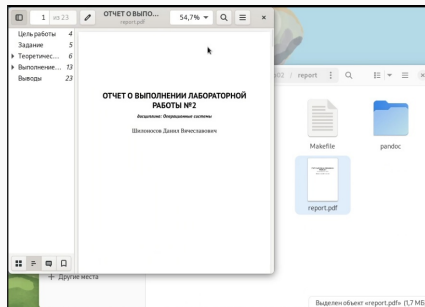 1 из 23
ОТЧЕТ О ВЫПО...
report.pdf
54,7%
Цель работы 4
Задание 5
Теоретичес... 6
Выполнение... 13
Выводы 23
ОТЧЕТ О ВЫПОЛНЕНИИ ЛАБОРАТОРНОЙ
РАБОТЫ №2
дисциплина: Операционные системы
Шилоносов Данил Вячеславович
/ report
Makefile
pandoc
report.pdf
+ Другие места
Выделен объект «report.pdf» (1,7 МБ